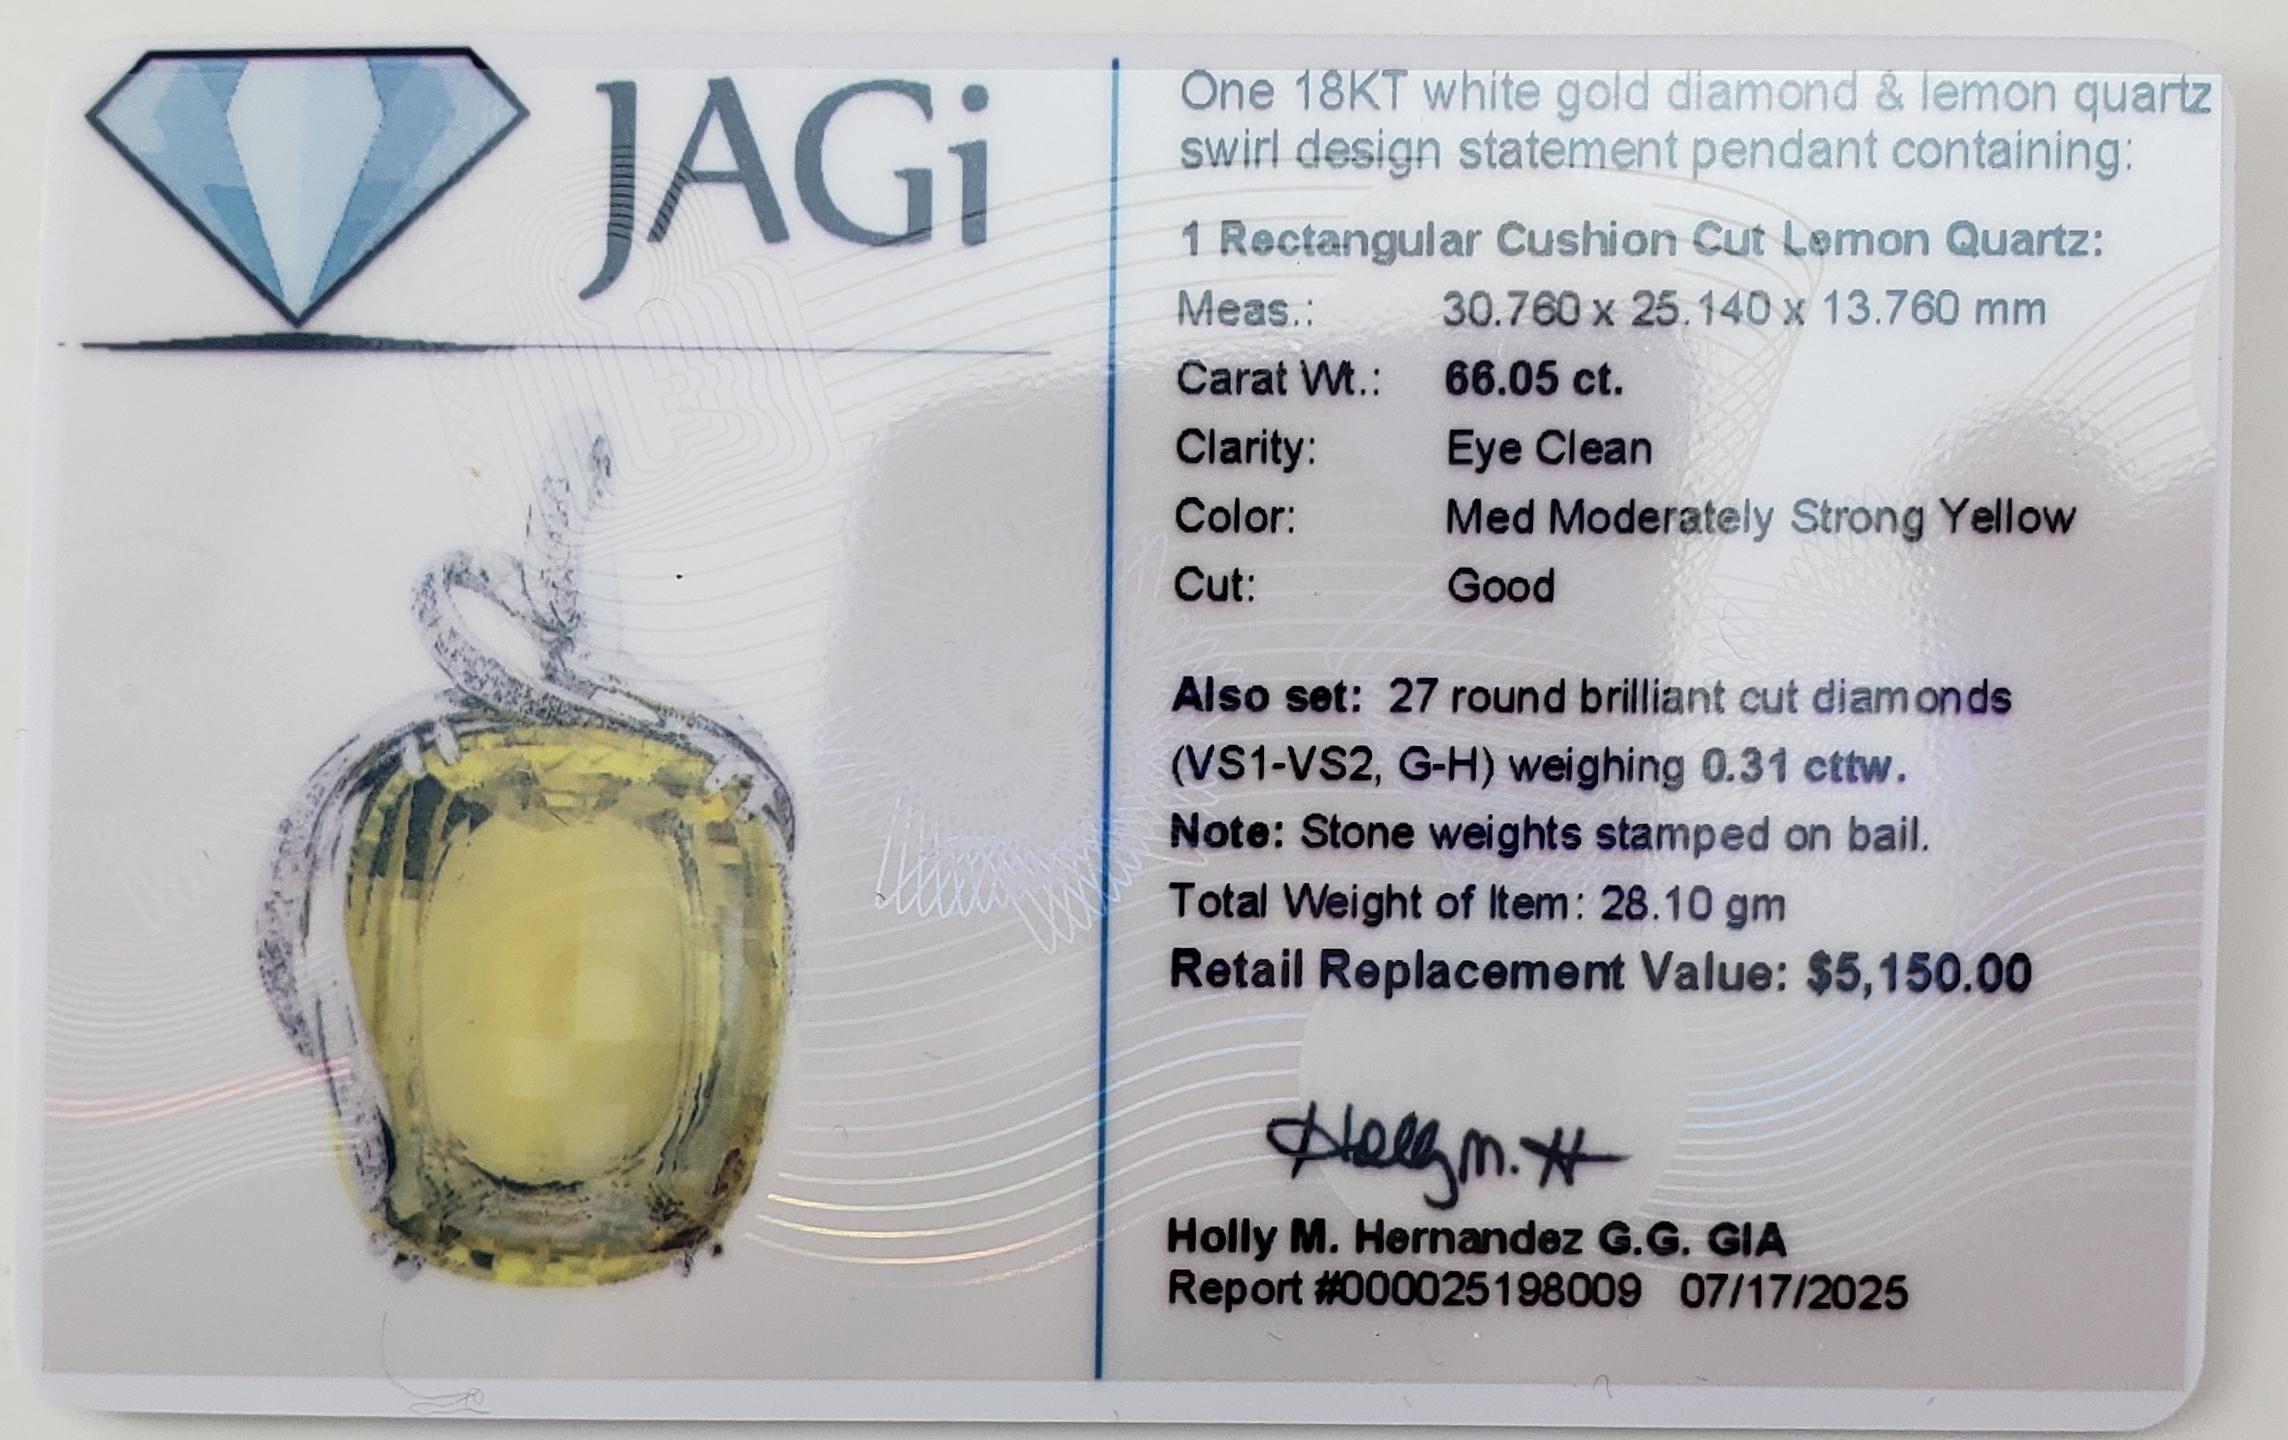 JAGi
One 18KT white gold diamond & lemon quartz
swirl design statement pendant containing:
1 Rectangular Cushion Cut Lemon Quartz:
Meas.: 30.760 x 25.140 x 13.760 mm
Carat Wt.: 66.05 ct.
Clarity: Eye Clean
Color: Med Moderately Strong Yellow
Cut: Good
Also set: 27 round brilliant cut diamonds
(VS1-VS2, G-H) weighing 0.31 cttw.
Note: Stone weights stamped on bail.
Total Weight of Item: 28.10 gm
Retail Replacement Value: $5,150.00
Holly M. H
Holly M. Hernandez G.G. GIA
Report #000025198009 07/17/2025